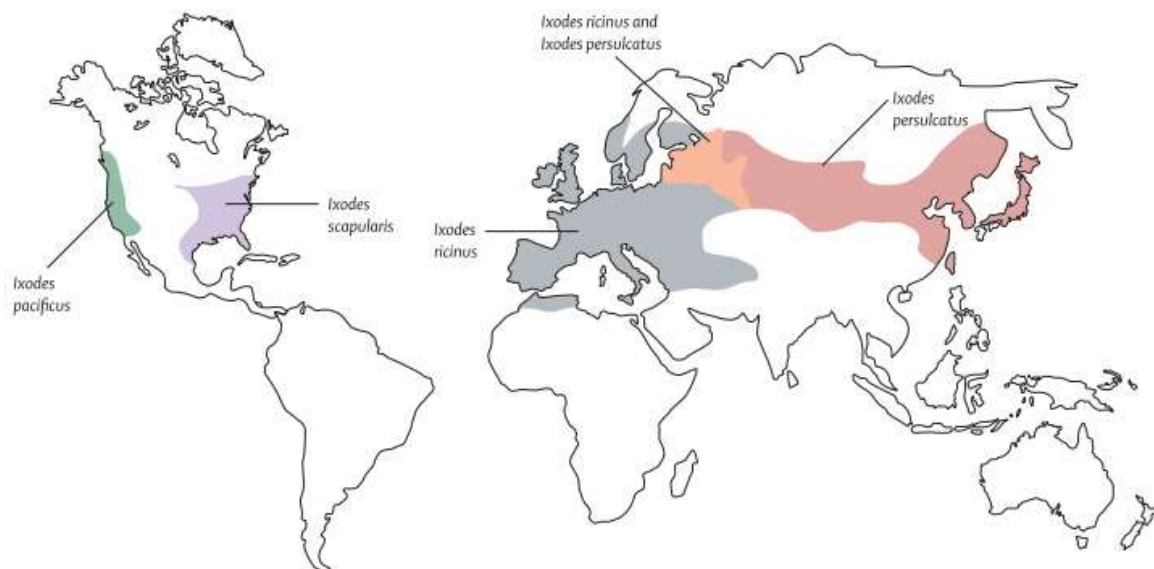 Ixodes ricinus and
Ixodes persulcatus
Ixodes
persulcatus
Ixodes
scapularis
Ixodes
ricinus
Ixodes
pacificus